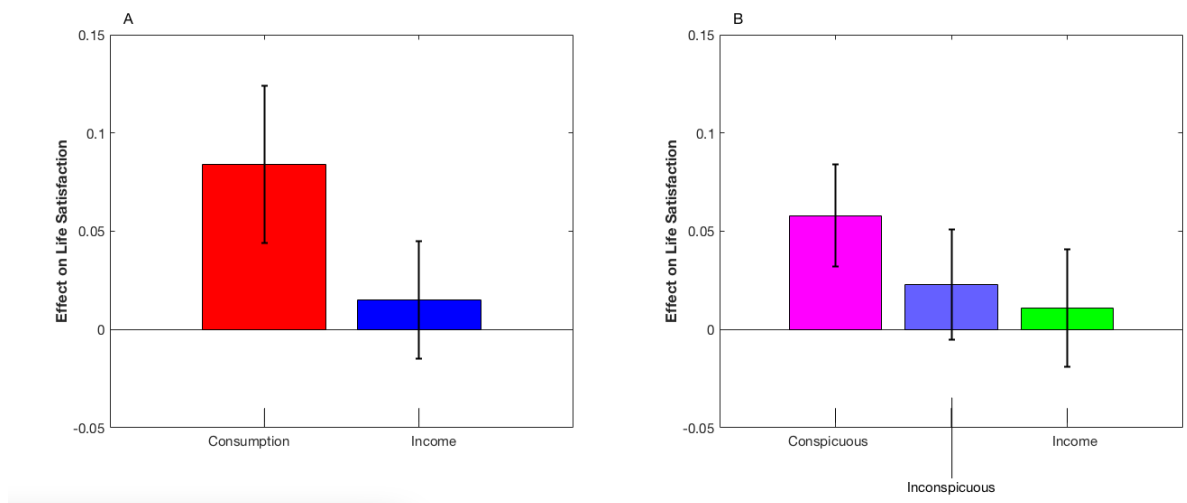 A
0.15
0.1
0.05
0
-0.05
Effect on Life Satisfaction
Consumption
Income
B
0.15
0.1
0.05
0
-0.05
Effect on Life Satisfaction
Conspicuous
Income
Inconspicuous